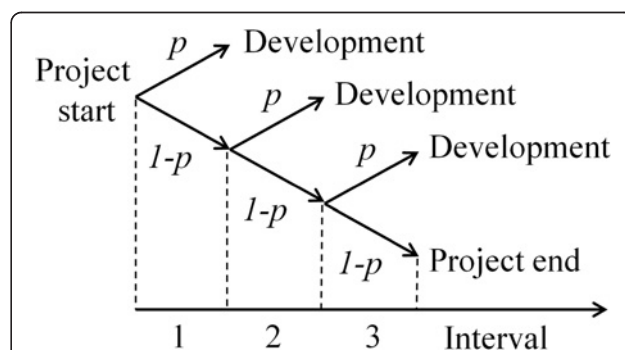 p Development
Project start
p Development
1-p
p Development
1-p
1-p Project end
1 2 3 Interval